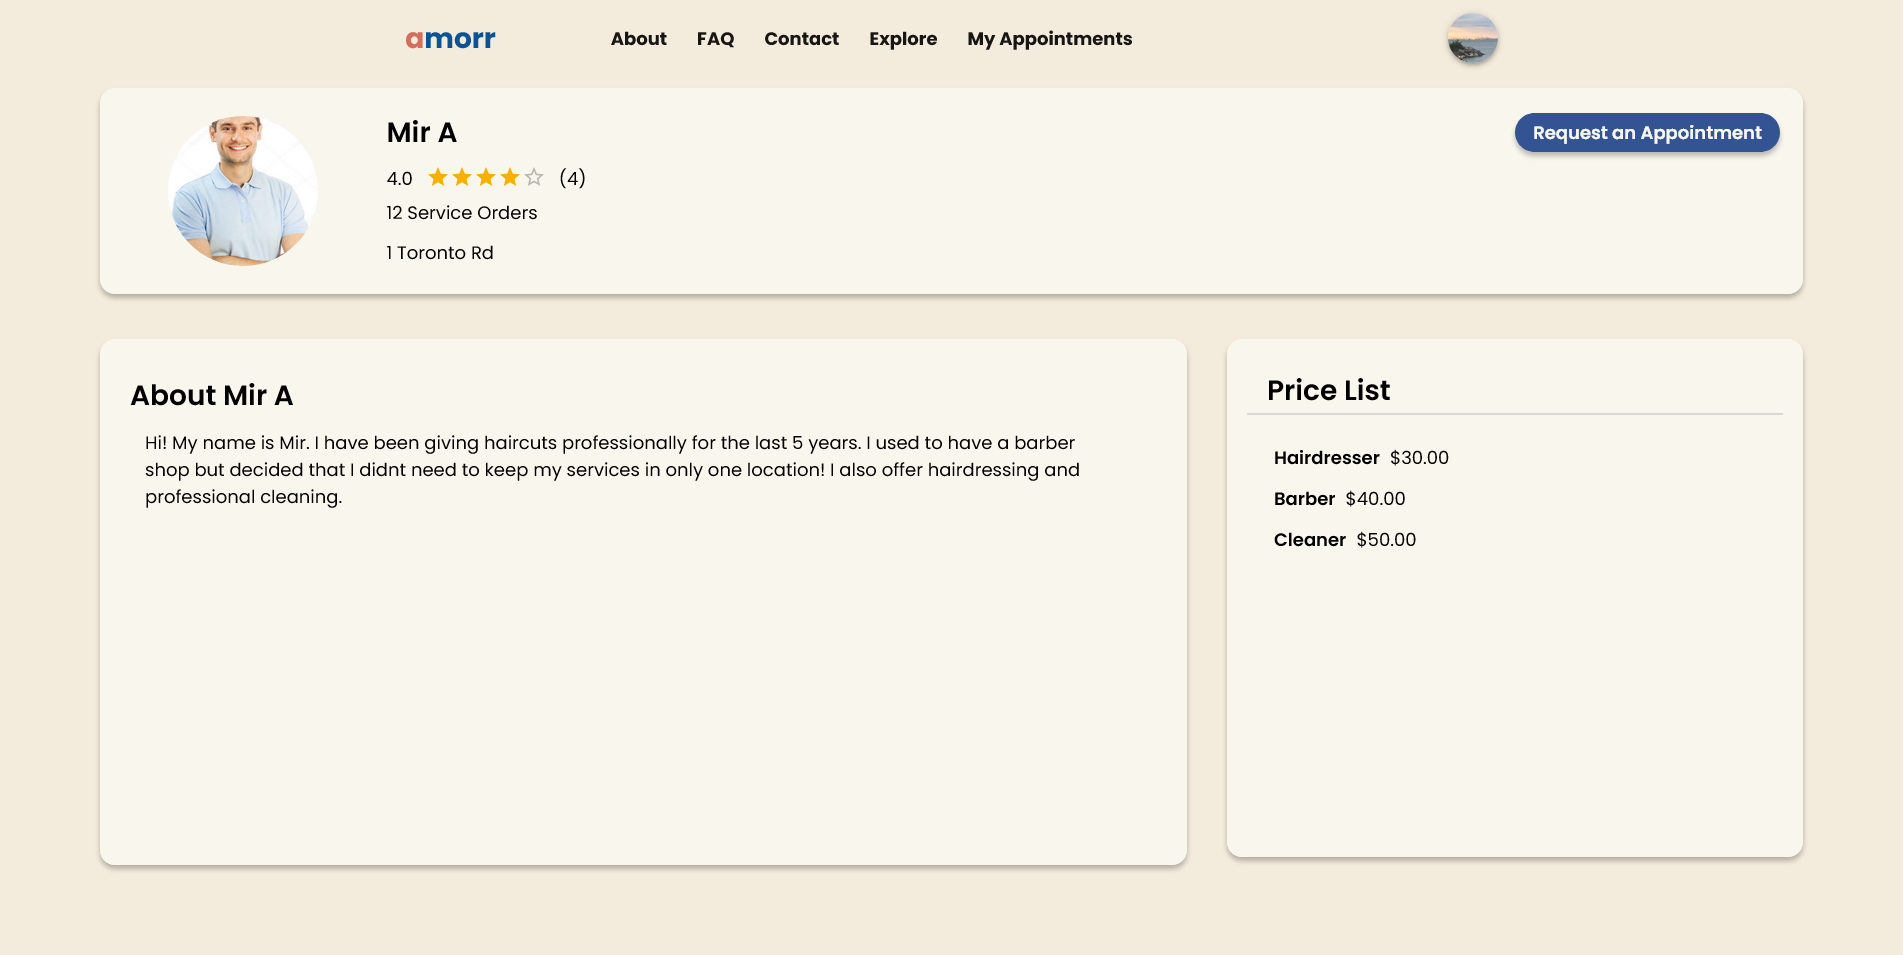 amorr
About FAQ Contact Explore My Appointments
Mir A
Request an Appointment
4.0 (4)
12 Service Orders
1 Toronto Rd
About Mir A
Hi! My name is Mir. I have been giving haircuts professionally for the last 5 years. I used to have a barber
shop but decided that I didnt need to keep my services in only one location! I also offer hairdressing and
professional cleaning.
Price List
Hairdresser $30.00
Barber $40.00
Cleaner $50.00